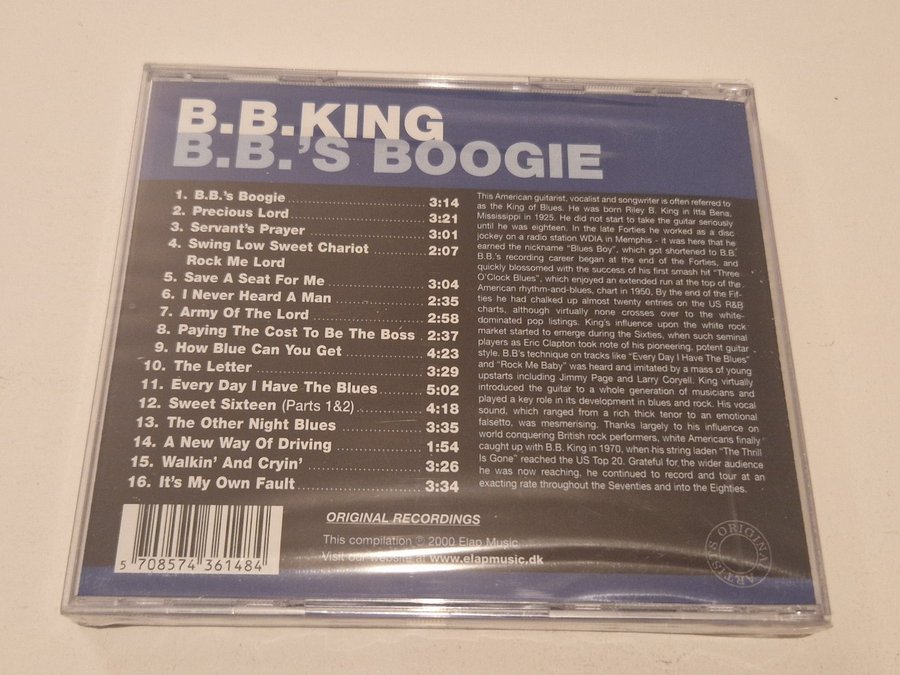 B.B.KING
B.B.'S BOOGIE
1. B.B.'s Boogie 3:14
2. Precious Lord 3:21
3. Servant's Prayer 3:01
4. Swing Low Sweet Chariot 2:07
Rock Me Lord
5. Save A Seat For Me 3:04
6. I Never Heard A Man 2:35
7. Army Of The Lord 2:58
8. Paying The Cost To Be The Boss 2:37
9. How Blue Can You Get 4:23
10. The Letter 3:29
11. Every Day I Have The Blues 5:02
12. Sweet Sixteen (Parts 1&2) 4:18
13. The Other Night Blues 3:35
14. A New Way Of Driving 1:54
15. Walkin' And Cryin' 3:26
16. It's My Own Fault 3:34
This American guitarist, vocalist and songwriter is often referred to
as the King of Blues. He was born Riley B. King in Itta Bena,
Mississippi in 1925. He did not start to take the guitar seriously
until he was eighteen. In the late Forties he worked as a disc
jockey on a radio station WDIA in Memphis - it was here that he
earned the nickname "Blues Boy", which got shortened to B.B.
B.B.'s recording career began at the end of the Forties, and
quickly blossomed with the success of his first smash hit "Three
O'Clock Blues", which enjoyed an extended run at the top of the
American rhythm-and-blues, chart in 1950. By the end of the Fif-
ties he had chalked up almost twenty entries on the US R&B
charts, although virtually none crosses over to the white-
dominated pop listings. King's influence upon the white rock
market started to emerge during the Sixties, when such seminal
players as Eric Clapton took note of his pioneering, potent guitar
style. B.B's technique on tracks like "Every Day I Have The Blues"
and "Rock Me Baby" was heard and imitated by a mass of young
upstarts including Jimmy Page and Larry Coryell. King virtually
introduced the guitar to a whole generation of musicians and
played a key role in its development in blues and rock. His vocal
sound, which ranged from a rich thick tenor to an emotional
falsetto, was mesmerising. Thanks largely to his influence on
world conquering British rock performers, white Americans finally
caught up with B.B. King in 1970, when his string laden "The Thrill
Is Gone" reached the US Top 20. Grateful for the wider audience
he was now reaching, he continued to record and tour at an
exacting rate throughout the Seventies and into the Eighties.
ORIGINAL RECORDINGS
This compilation ℗ 2000 Elap Music
Visit our website at www.elapmusic.dk
5 708574 361484
ORIGINAL ARTISTS